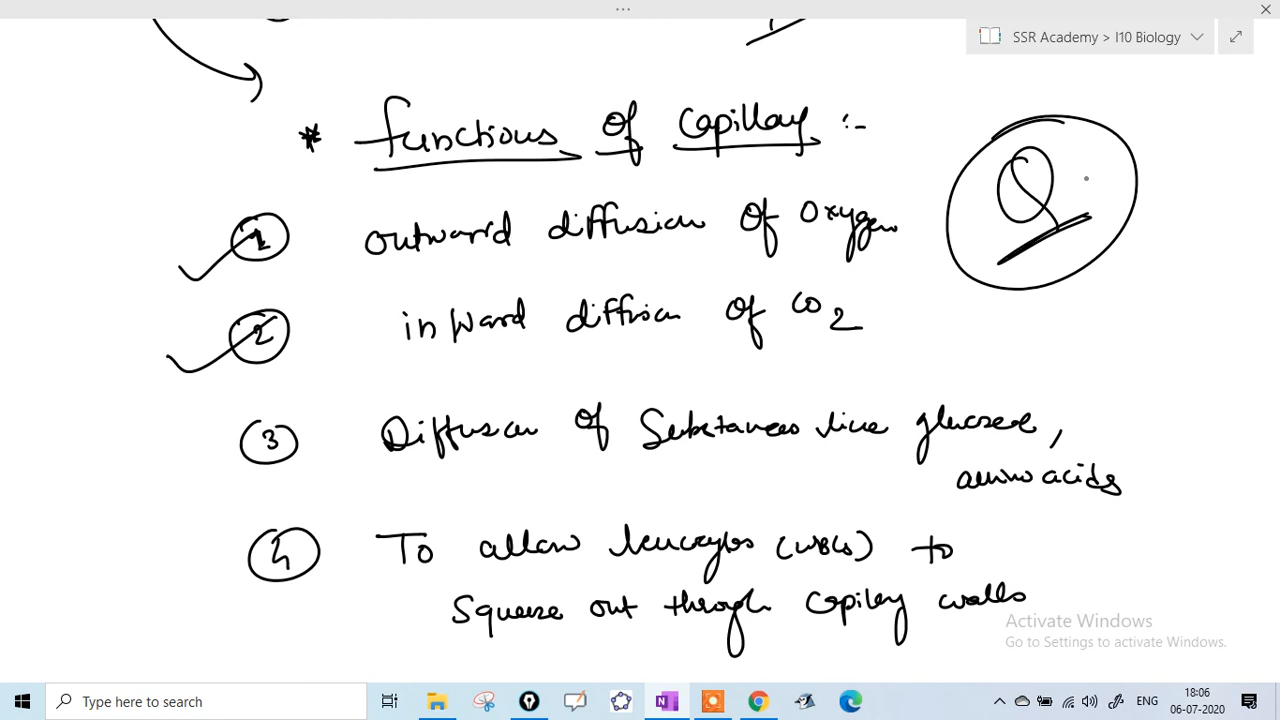 SSR Academy > I10 Biology
* functions of Capillary :-
1 outward diffusion of Oxygen
Q
2 inward diffusion of CO2
3 Diffusion of Substances like glucose,
amino acids
4 To allow leucocytes (WBCs) to
Squeeze out through capillary walls
Activate Windows
Go to Settings to activate Windows.
Type here to search
ENG
18:06
06-07-2020